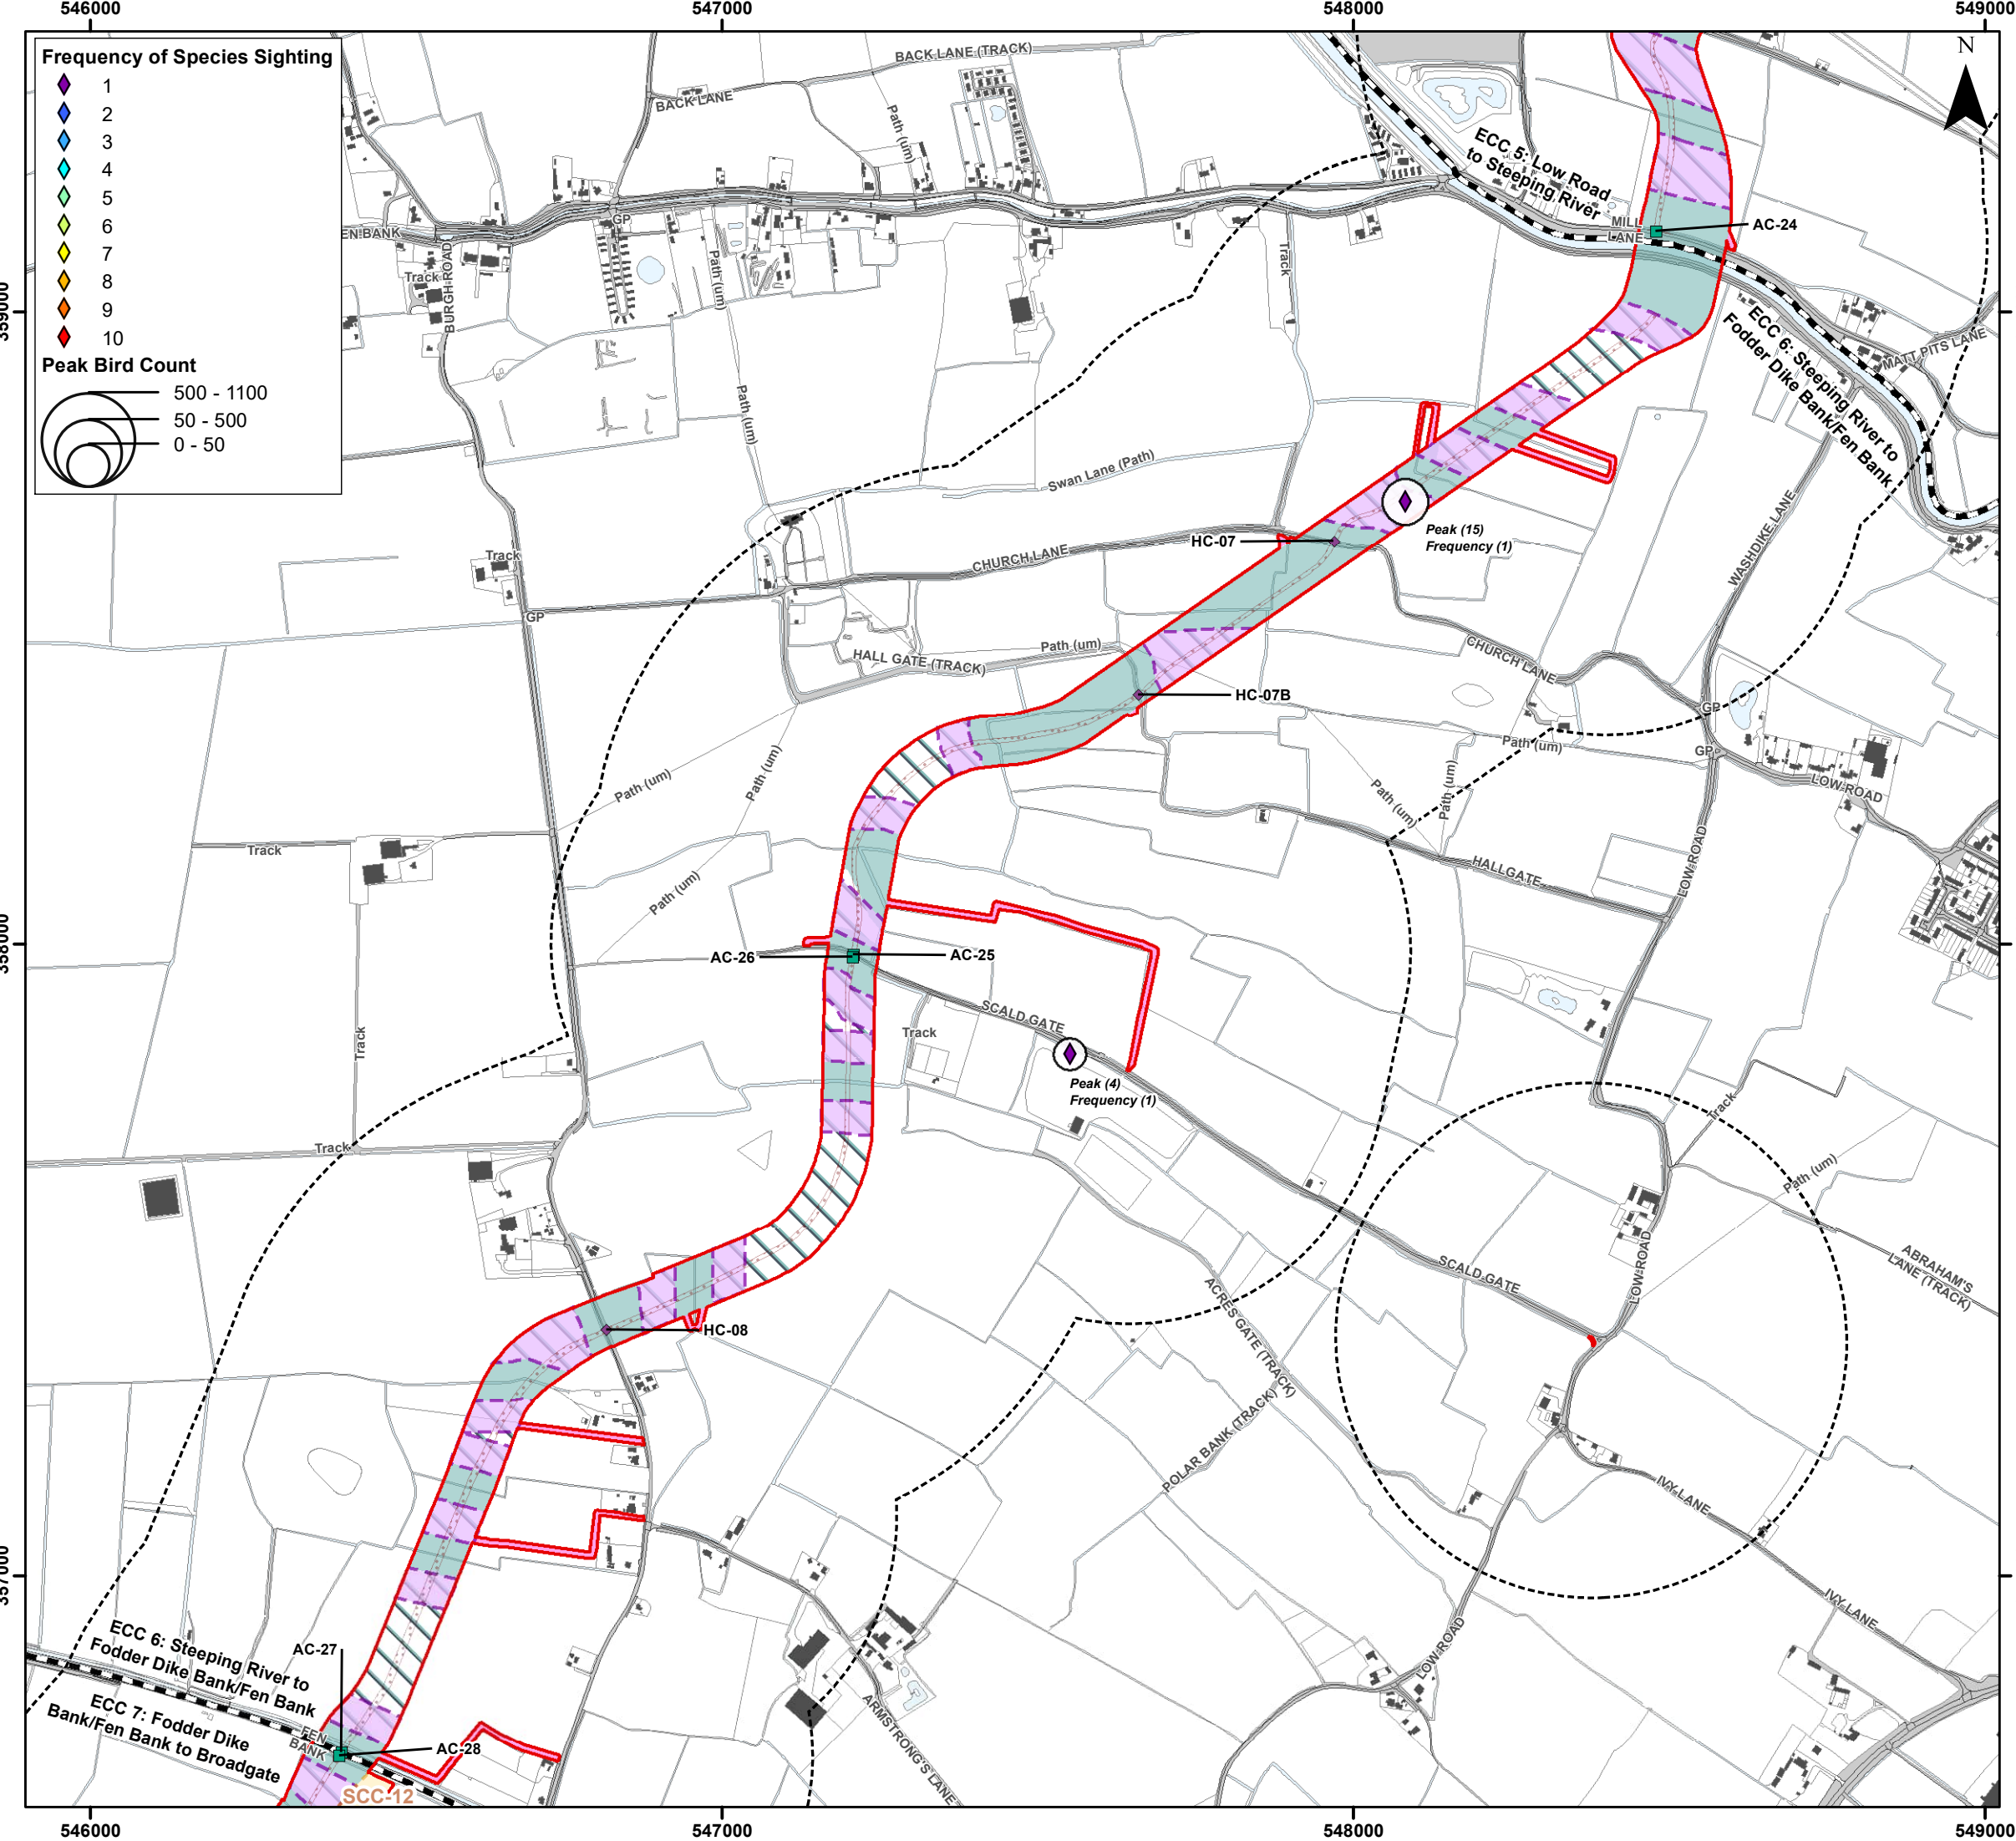 546000
547000
548000
549000
N
Frequency of Species Sighting
1
2
3
4
5
6
7
8
9
10
Peak Bird Count
500 - 1100
50 - 500
0 - 50
BACK LANE (TRACK)
BACK LANE
Path (um)
ECC 5: Low Road
to Steeping River
MILL
LANE
AC-24
GP
EN BANK
Track
BURGH ROAD
Path (um)
Track
359000
ECC 6: Steeping River to
Fodder Dike Bank/Fen Bank
MATT PITS LANE
Path (um)
Swan Lane (Path)
WASHDIKE LANE
Peak (15)
Frequency (1)
HC-07
CHURCH LANE
Track
GP
HALL GATE (TRACK)
Path (um)
CHURCH LANE
HC-07B
GP
GP
Path (um)
LOW ROAD
Path (um)
Path (um)
Path (um)
Path (um)
Track
HALLGATE
LOW ROAD
Path (um)
358000
AC-26
AC-25
SCALD GATE
Track
Track
Peak (4)
Frequency (1)
Track
Track
Path (um)
SCALD GATE
LOW ROAD
ABRAHAM'S
LANE (TRACK)
ACRES GATE (TRACK)
HC-08
POLAR BANK (TRACK)
IVY LANE
IVY LANE
357000
LOW ROAD
ECC 6: Steeping River to
Fodder Dike Bank/Fen Bank
AC-27
ECC 7: Fodder Dike
Bank/Fen Bank to Broadgate
FEN
BANK
AC-28
SCC-12
ARMSTRONG'S LANE
546000
547000
548000
549000